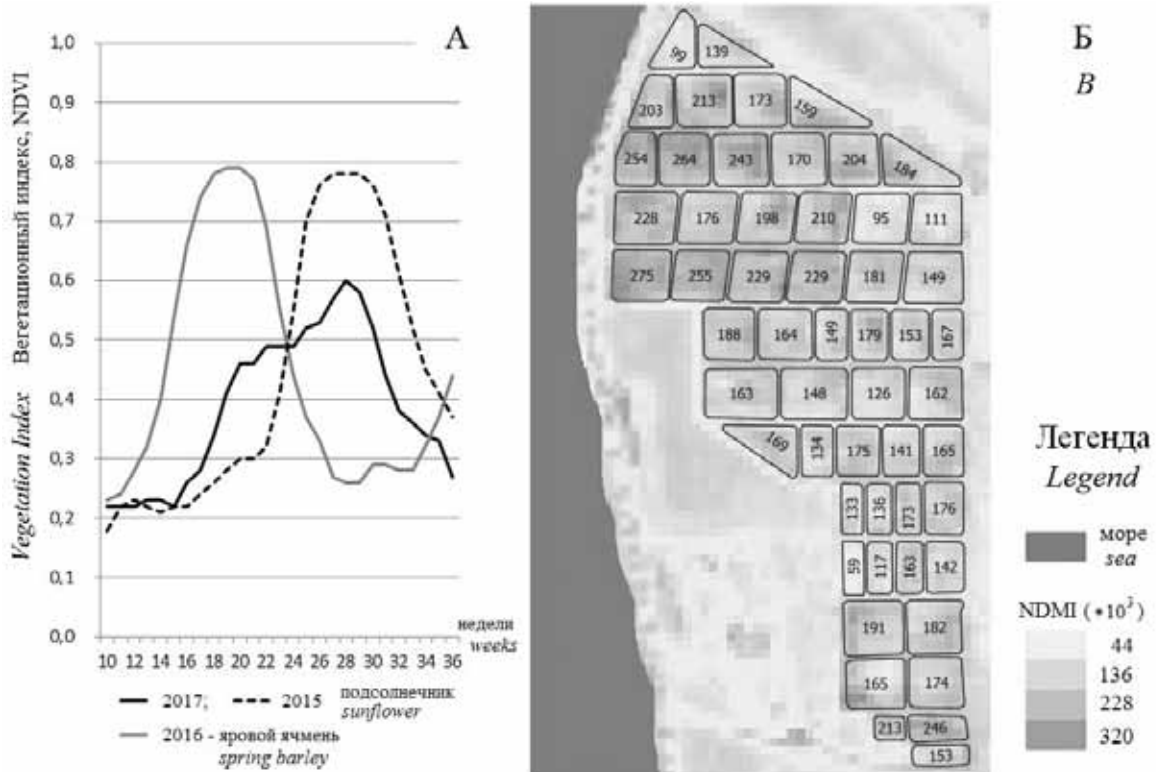 А
1,0
0,9
0,8
0,7
0,6
0,5
0,4
0,3
0,2
0,1
0,0
Vegetation Index Вегетационный индекс, NDVI
10 12 14 16 18 20 22 24 26 28 30 32 34 36
недели
weeks
2017; 2015 подсолнечник
sunflower
2016 - яровой ячмень
spring barley
Б
B
99 139
203 213 173 159
254 264 243 170 204 184
228 176 198 210 95 111
275 255 229 229 181 149
188 164 149 179 153 167
163 148 126 162
169 134 175 141 165
133 136 173 176
59 117 163 142
191 182
165 174
213 246
153
Легенда
Legend
море
sea
NDMI (*10³)
44
136
228
320